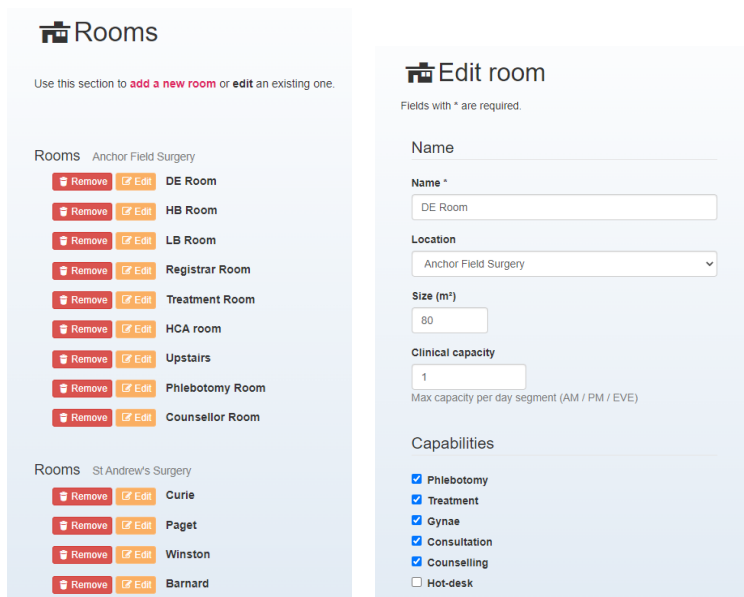 Rooms
Use this section to add a new room or edit an existing one.
Rooms Anchor Field Surgery
Remove Edit DE Room
Remove Edit HB Room
Remove Edit LB Room
Remove Edit Registrar Room
Remove Edit Treatment Room
Remove Edit HCA room
Remove Edit Upstairs
Remove Edit Phlebotomy Room
Remove Edit Counsellor Room
Rooms St Andrew's Surgery
Remove Edit Curie
Remove Edit Paget
Remove Edit Winston
Remove Edit Barnard
Edit room
Fields with * are required.
Name
Name *
DE Room
Location
Anchor Field Surgery
Size (m²)
80
Clinical capacity
1
Max capacity per day segment (AM / PM / EVE)
Capabilities
Phlebotomy
Treatment
Gynae
Consultation
Counselling
Hot-desk